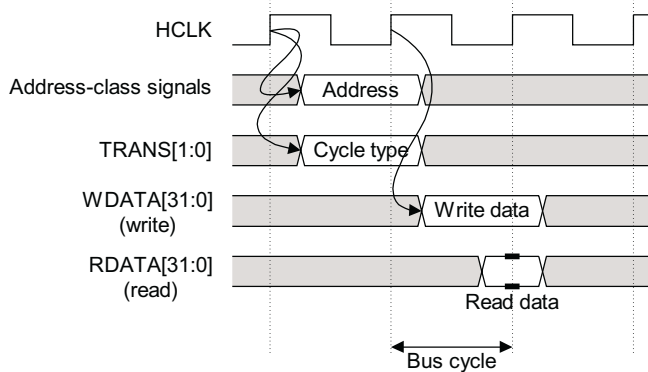 HCLK
Address-class signals
Address
TRANS[1:0]
Cycle type
WDATA[31:0]
(write)
Write data
RDATA[31:0]
(read)
Read data
Bus cycle